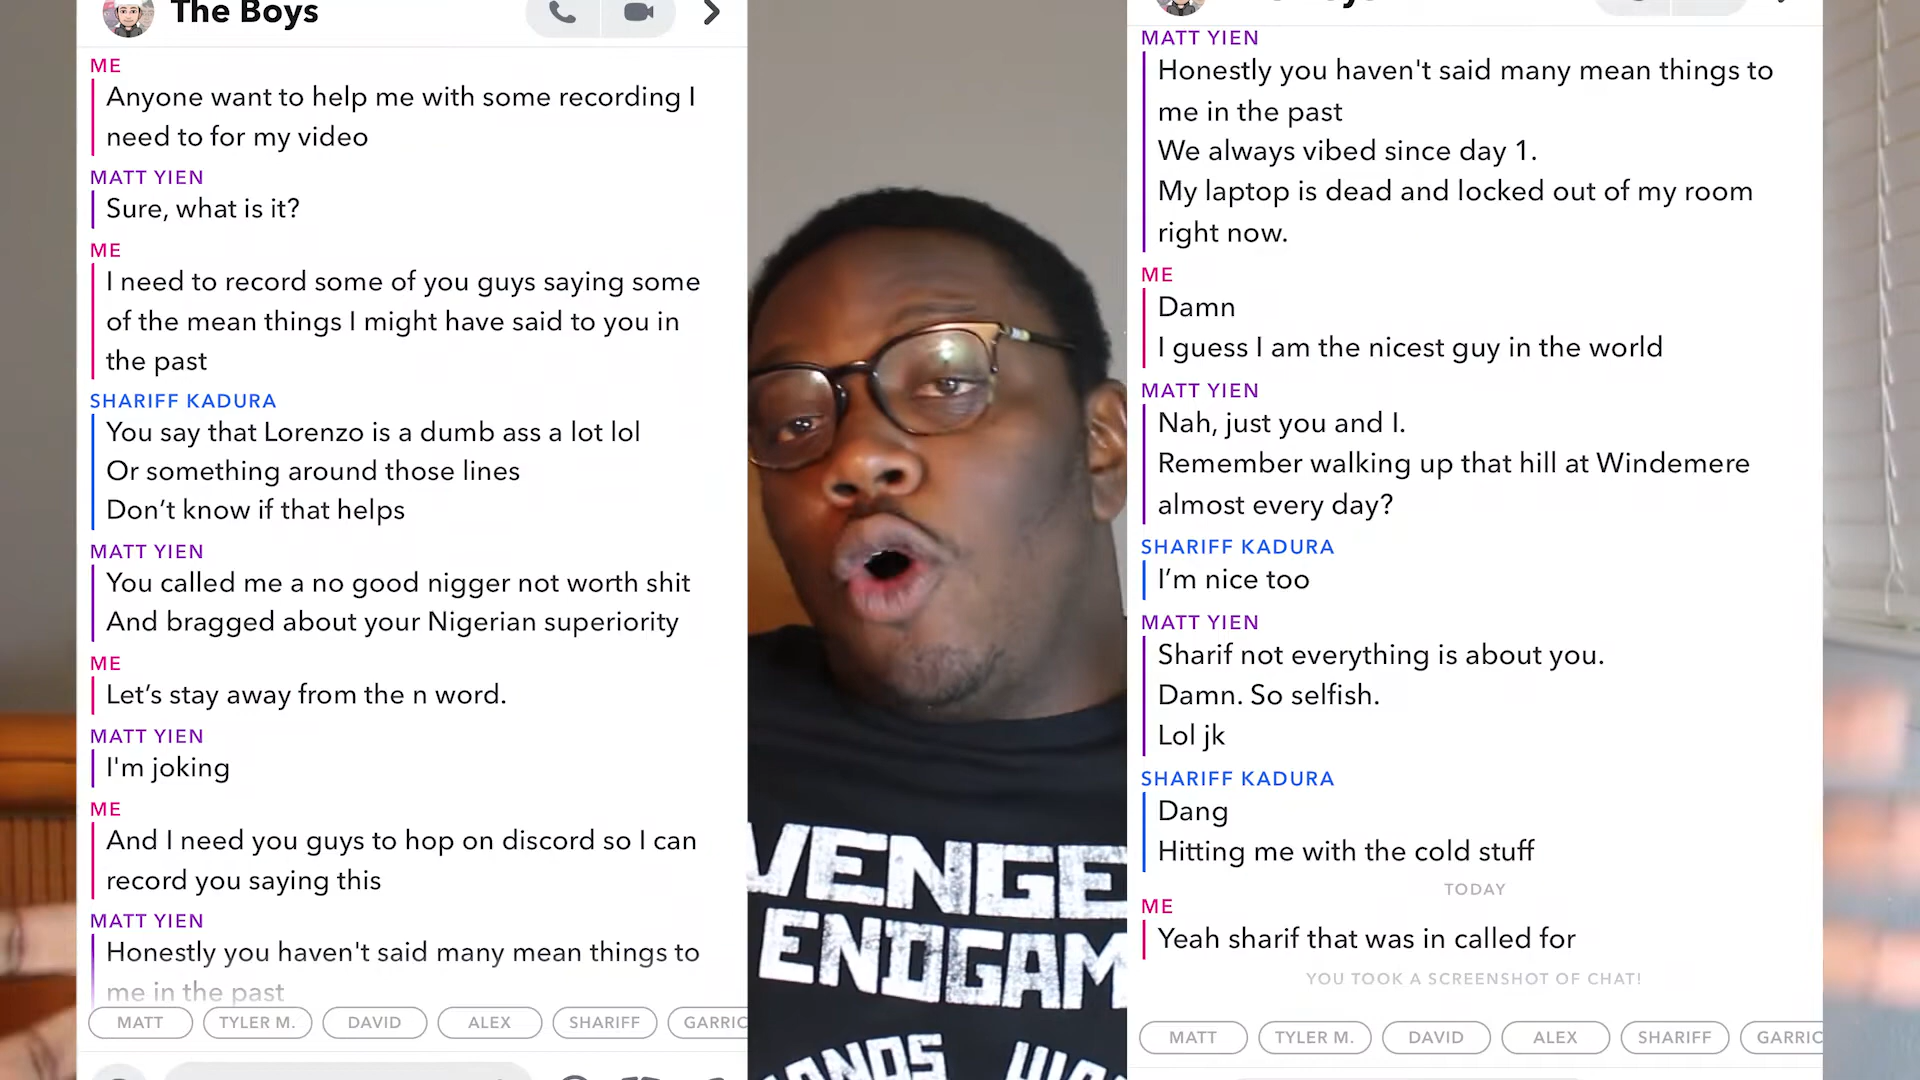 The Boys
ME
Anyone want to help me with some recording I
need to for my video
MATT YIEN
Sure, what is it?
ME
I need to record some of you guys saying some
of the mean things I might have said to you in
the past
SHARIFF KADURA
You say that Lorenzo is a dumb ass a lot lol
Or something around those lines
Don't know if that helps
MATT YIEN
You called me a no good nigger not worth shit
And bragged about your Nigerian superiority
ME
Let's stay away from the n word.
MATT YIEN
I'm joking
ME
And I need you guys to hop on discord so I can
record you saying this
MATT YIEN
Honestly you haven't said many mean things to
me in the past
MATT
TYLER M.
DAVID
ALEX
SHARIFF
GARRIC
VENGE
ENDGAM
MATT YIEN
Honestly you haven't said many mean things to
me in the past
We always vibed since day 1.
My laptop is dead and locked out of my room
right now.
ME
Damn
I guess I am the nicest guy in the world
MATT YIEN
Nah, just you and I.
Remember walking up that hill at Windemere
almost every day?
SHARIFF KADURA
I'm nice too
MATT YIEN
Sharif not everything is about you.
Damn. So selfish.
Lol jk
SHARIFF KADURA
Dang
Hitting me with the cold stuff
TODAY
ME
Yeah sharif that was in called for
YOU TOOK A SCREENSHOT OF CHAT!
MATT
TYLER M.
DAVID
ALEX
SHARIFF
GARRIC